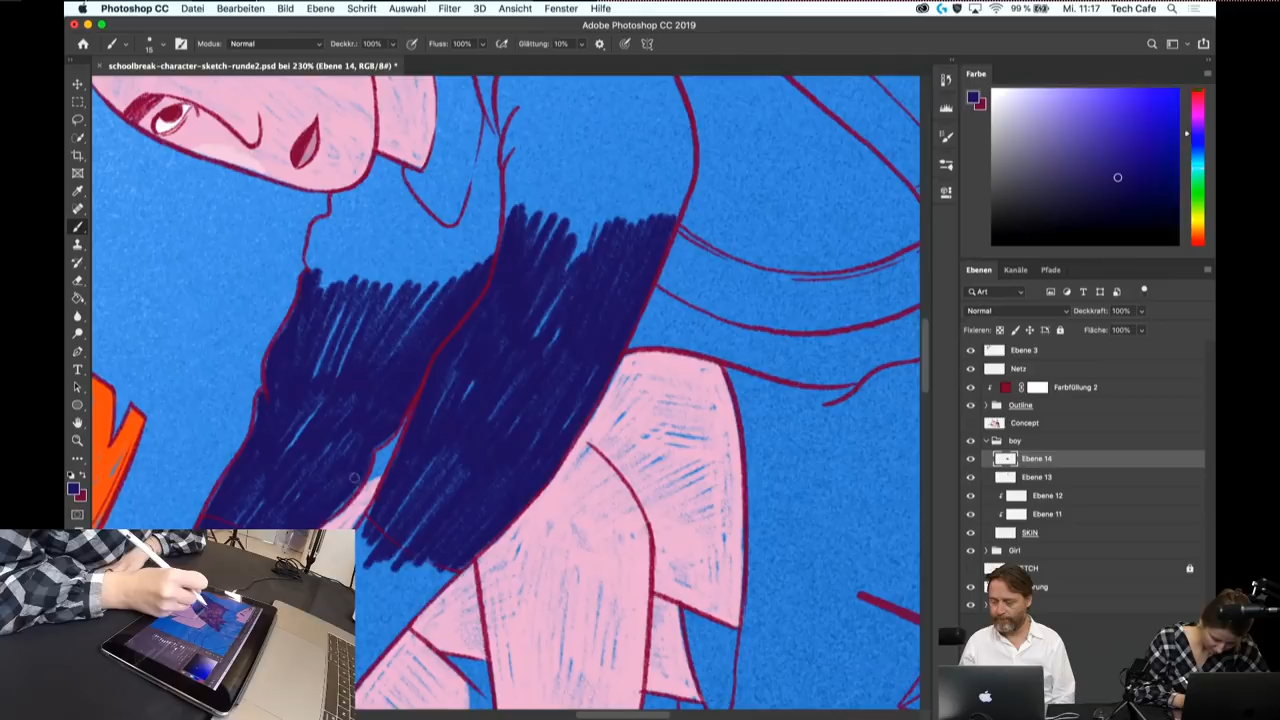 Photoshop CC Datei Bearbeiten Bild Ebene Schrift Auswahl Filter 3D Ansicht Fenster Hilfe 99 % Mi. 11:17 Tech Cafe
Adobe Photoshop CC 2019
15 Modus: Normal Deckkr.: 100% Fluss: 100% Glättung: 10%
schoolbreak-character-sketch-runde2.psd bei 230% (Ebene 14, RGB/8#) *
Farbe
Ebenen Kanäle Pfade
Art
Normal Deckkraft: 100%
Fixieren: Fläche: 100%
Ebene 3
Netz
Farbfüllung 2
Outline
Concept
boy
Ebene 14
Ebene 13
Ebene 12
Ebene 11
SKIN
Girl